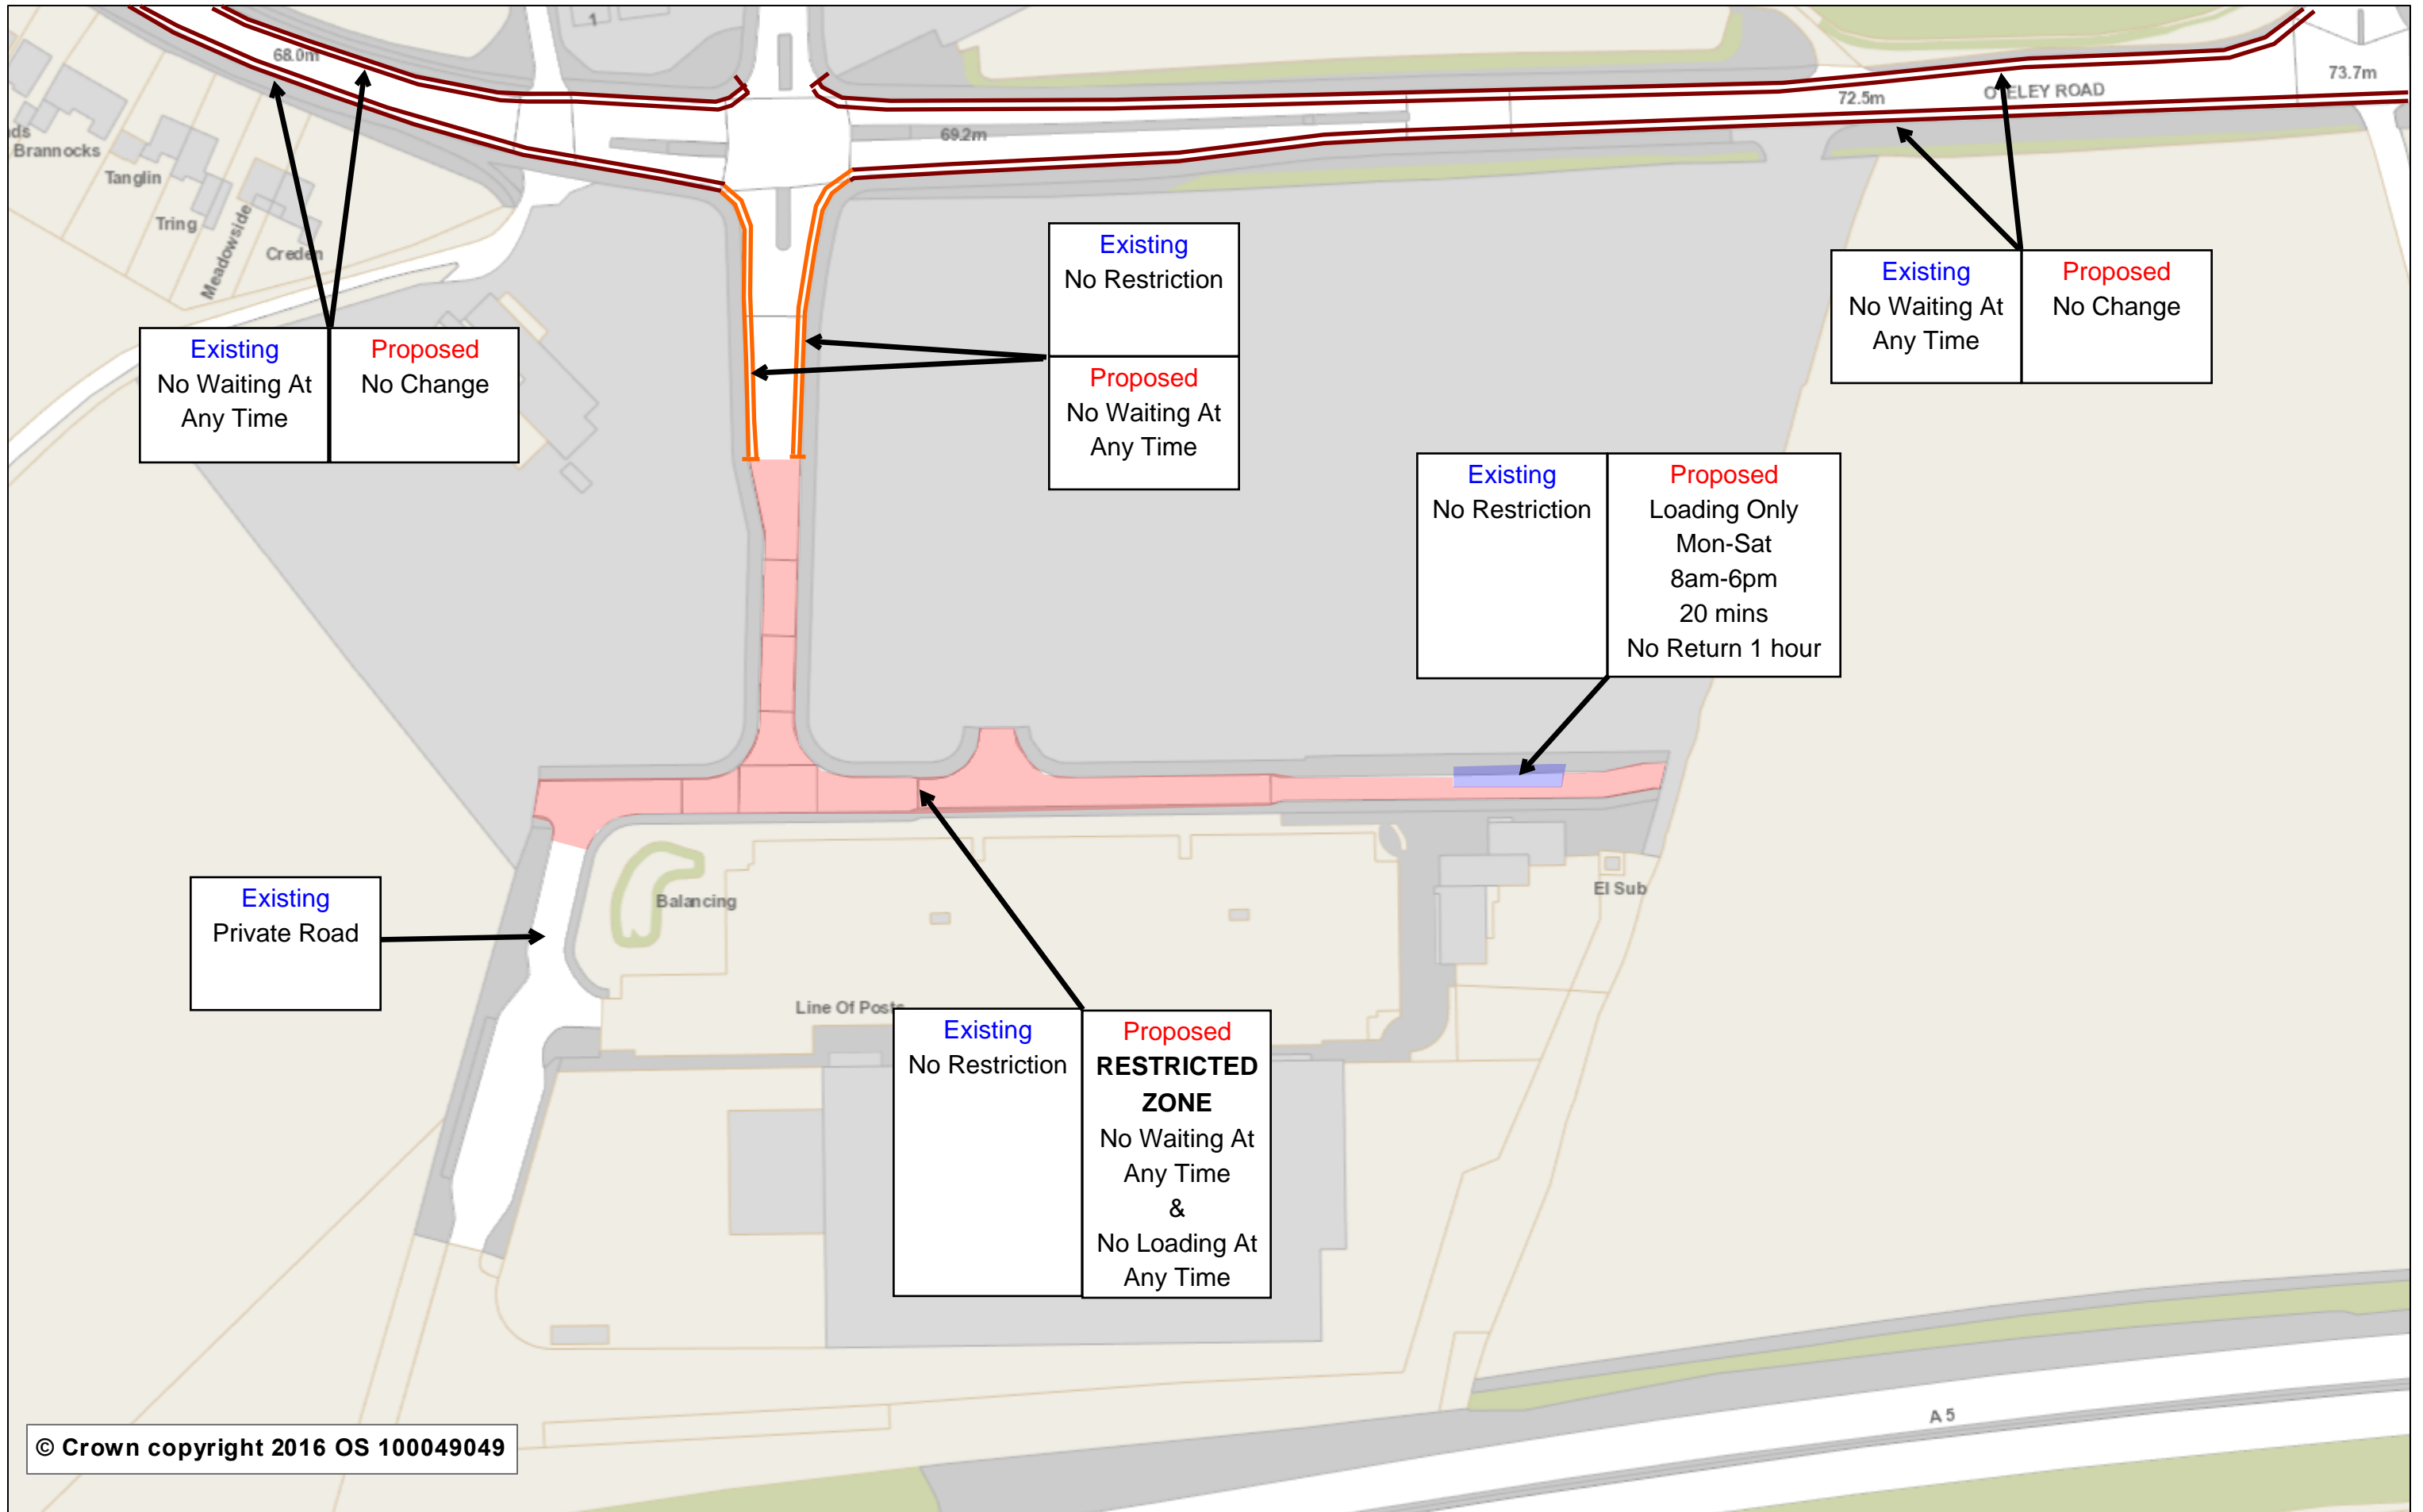 1
68.0m
73.7m
72.5m
ELEY ROAD
69.2m
ds
Brannocks
Tanglin
Tring
Meadowside
Creden
Existing
No Restriction
Proposed
No Waiting At
Any Time
Existing
No Waiting At
Any Time
Proposed
No Change
Existing
No Waiting At
Any Time
Proposed
No Change
Existing
No Restriction
Proposed
Loading Only
Mon-Sat
8am-6pm
20 mins
No Return 1 hour
Existing
Private Road
Balancing
El Sub
Line Of Posts
Existing
No Restriction
Proposed
RESTRICTED
ZONE
No Waiting At
Any Time
&
No Loading At
Any Time
A 5
© Crown copyright 2016 OS 100049049